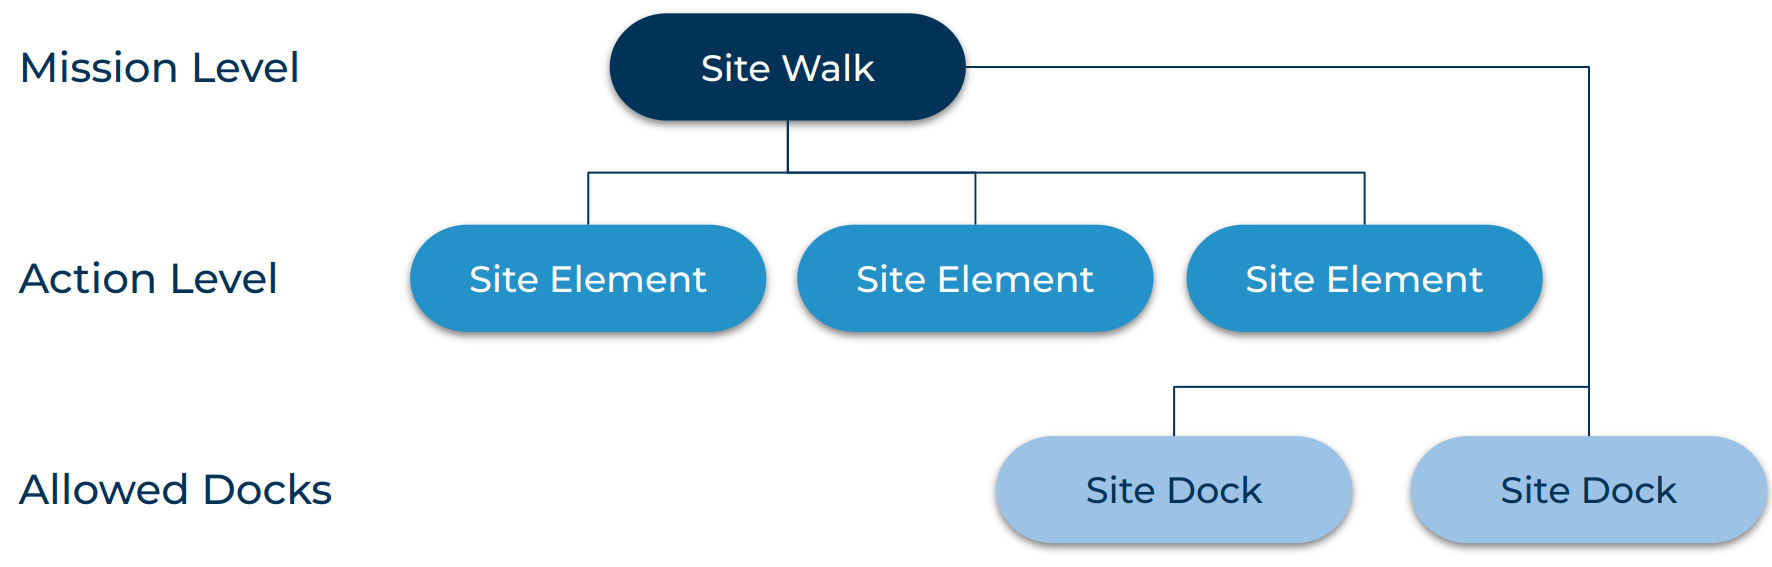 Mission Level
Site Walk
Action Level
Site Element
Site Element
Site Element
Allowed Docks
Site Dock
Site Dock